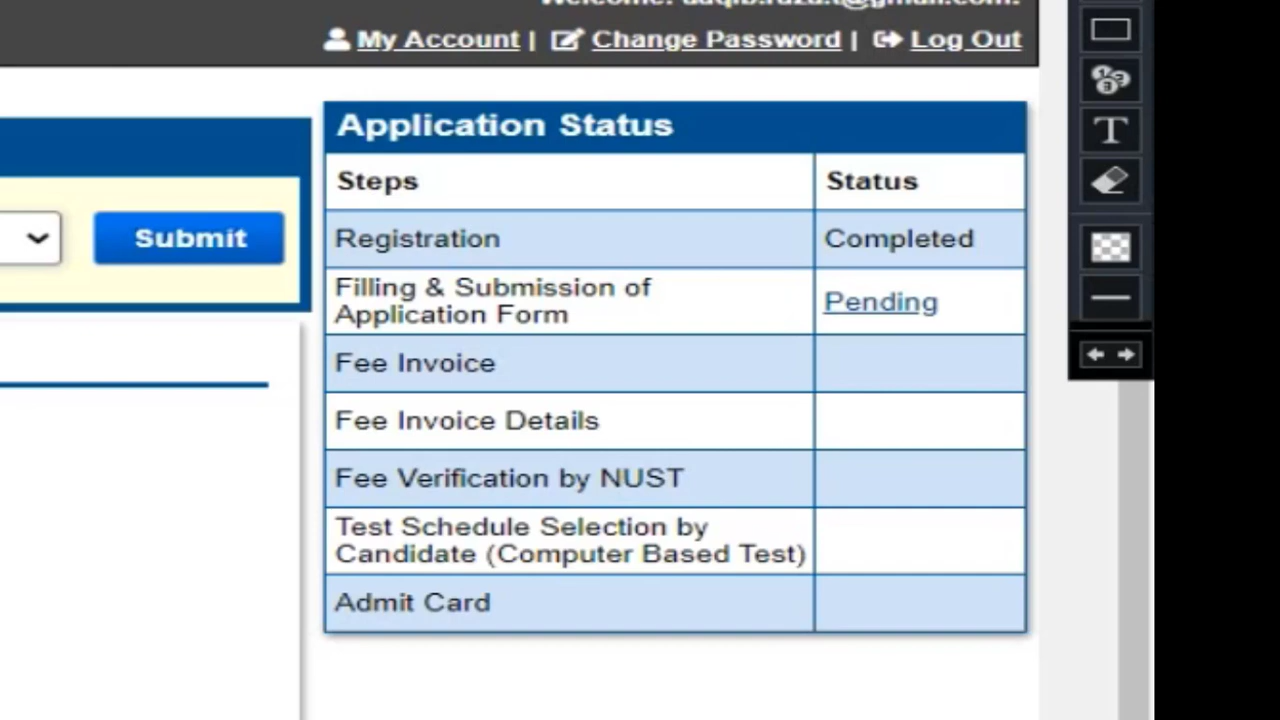 My Account | Change Password | Log Out
Application Status
Steps Status
Submit
Registration Completed
Filling & Submission of
Application Form
Pending
Fee Invoice
Fee Invoice Details
Fee Verification by NUST
Test Schedule Selection by
Candidate (Computer Based Test)
Admit Card
T